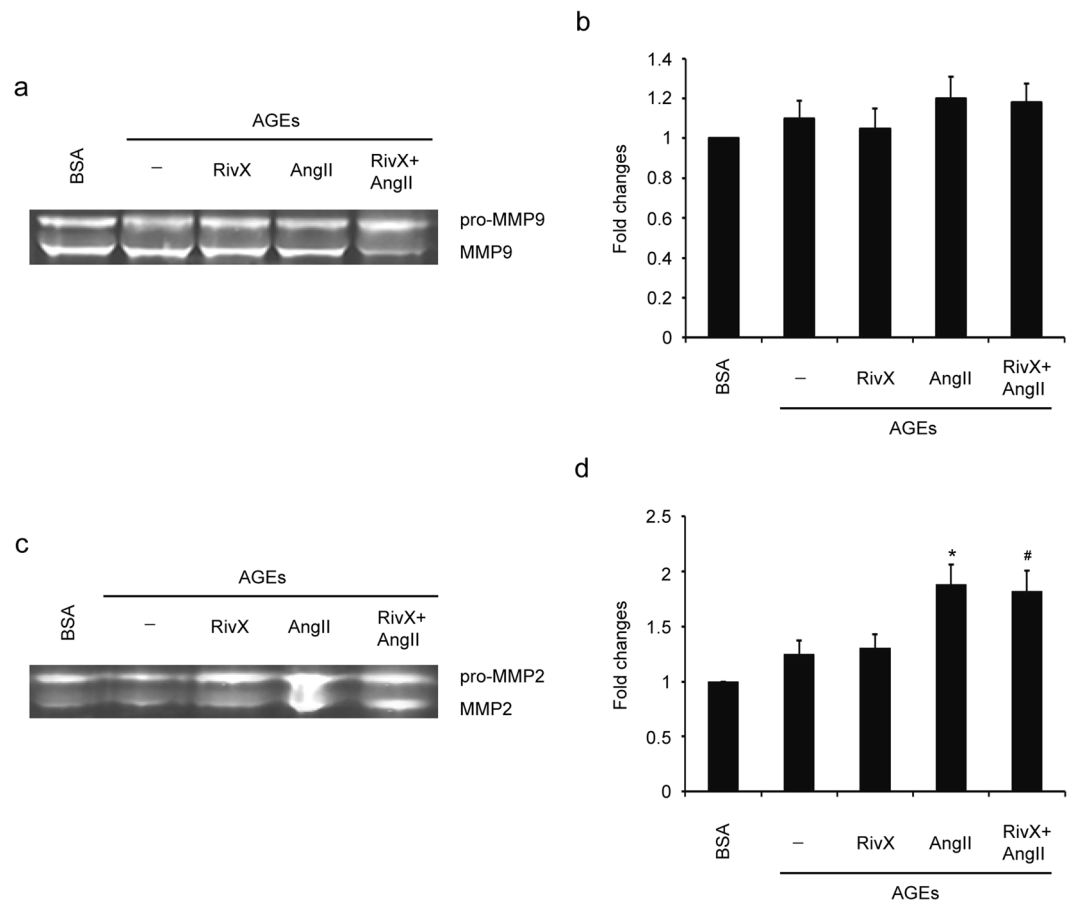 a
AGEs
BSA
–
RivX
AngII
RivX+
AngII
pro-MMP9
MMP9
b
Fold changes
1.4
1.2
1
0.8
0.6
0.4
0.2
0
BSA
–
RivX
AngII
RivX+
AngII
AGEs
c
AGEs
BSA
–
RivX
AngII
RivX+
AngII
pro-MMP2
MMP2
d
Fold changes
2.5
2
1.5
1
0.5
0
*
#
BSA
–
RivX
AngII
RivX+
AngII
AGEs